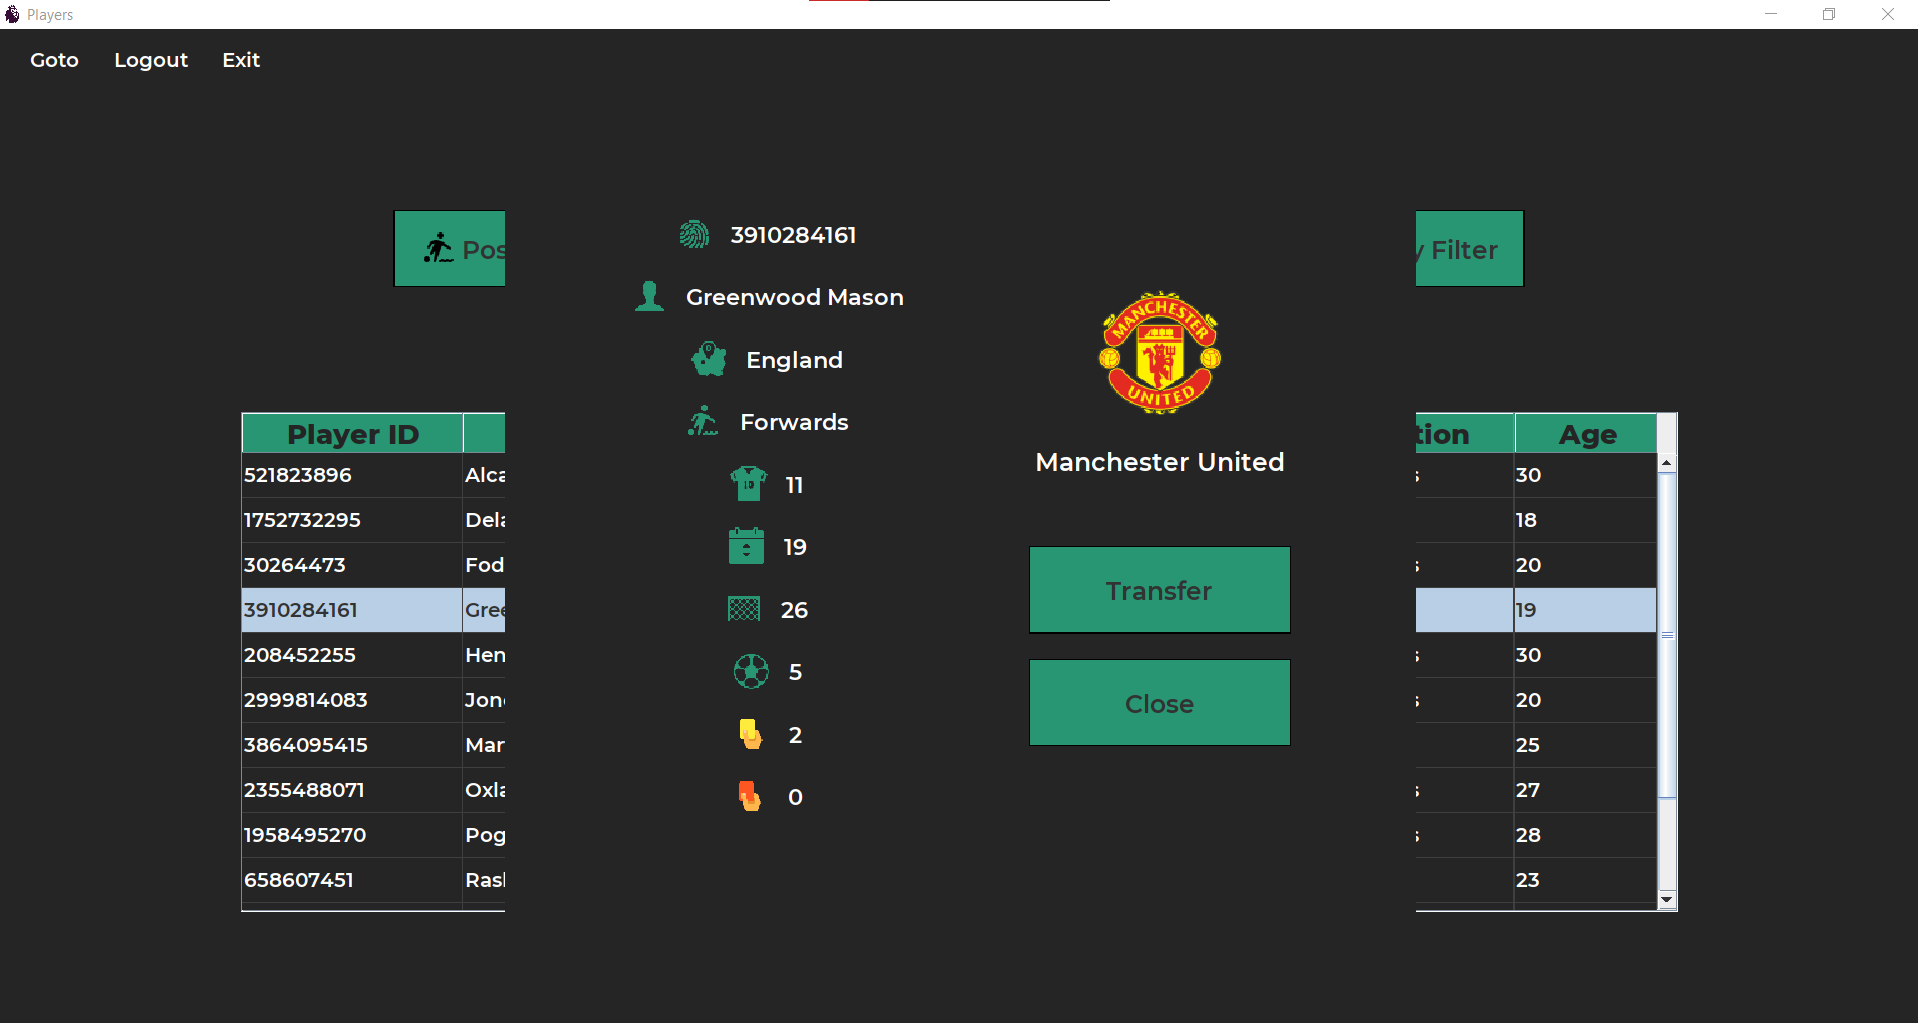 Players
Goto Logout Exit
3910284161
Pos
y Filter
Greenwood Mason
MANCHESTER
UNITED
England
Forwards
Manchester United
Player ID
tion Age
521823896 Alca s 30
11
1752732295 Dela 18
19
30264473 Fod s 20
Transfer
3910284161 Gree 19
26
208452255 Hen s 30
5
2999814083 Jon s 20
Close
3864095415 Mar 25
2
2355488071 Oxla s 27
0
1958495270 Pog s 28
658607451 Rash 23